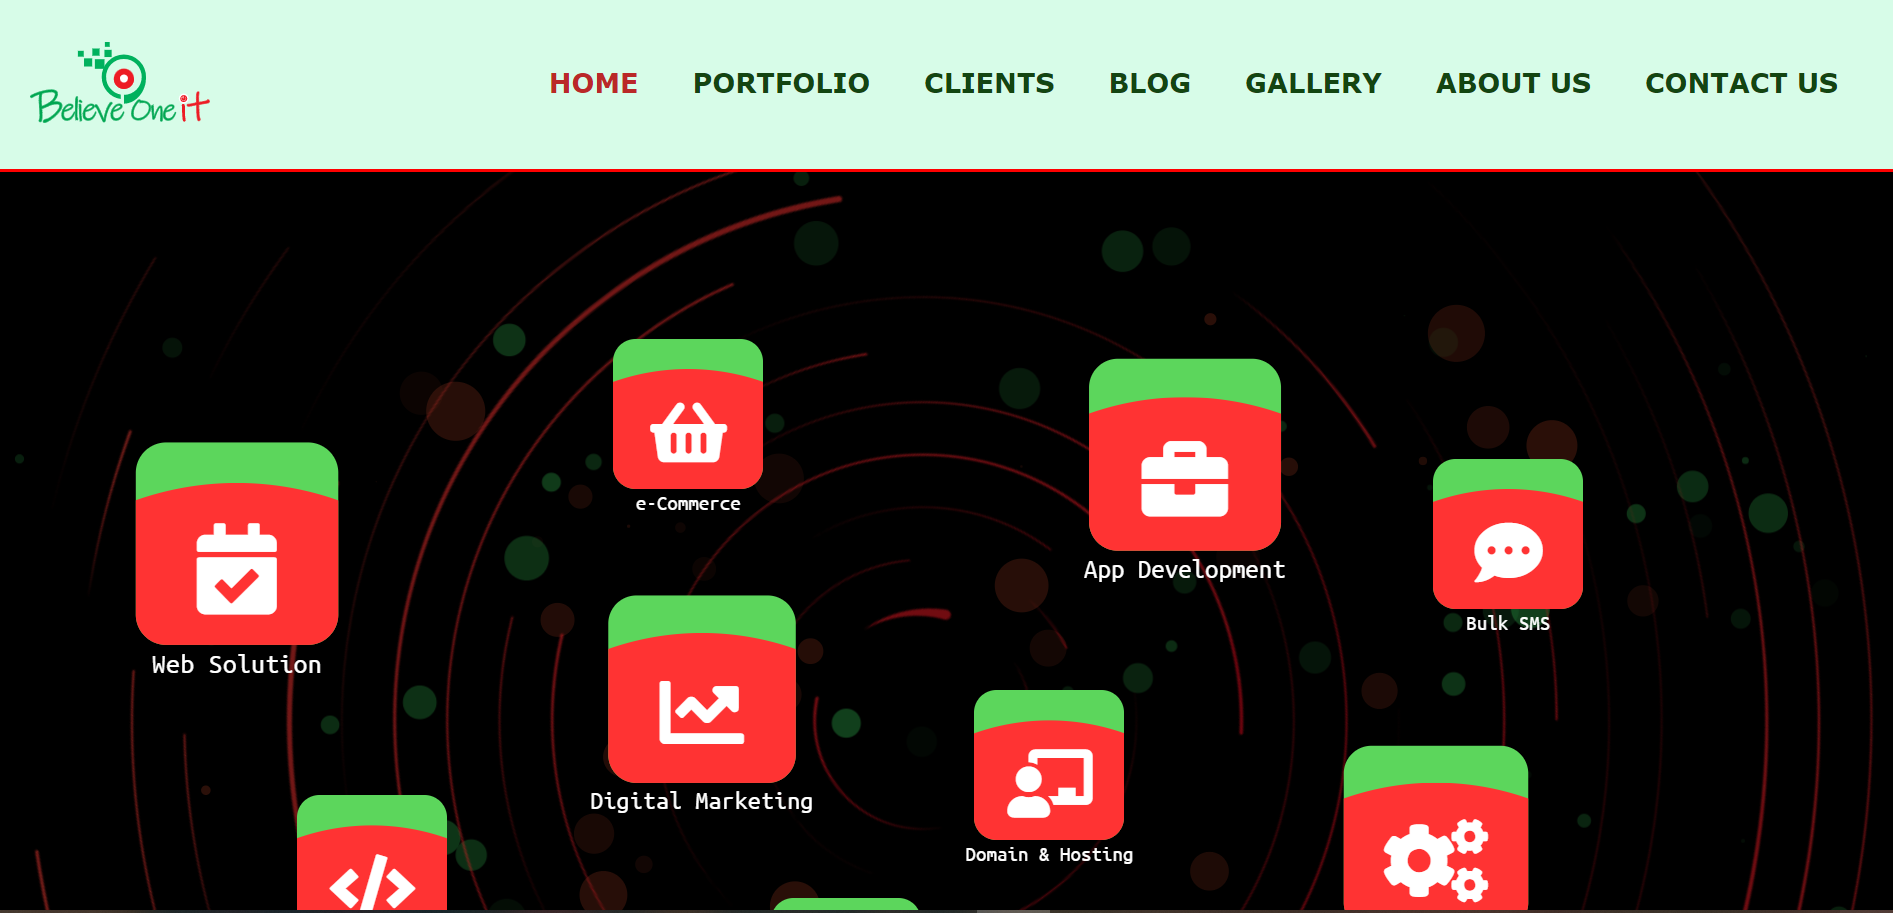 Believe One it
HOME PORTFOLIO CLIENTS BLOG GALLERY ABOUT US CONTACT US
e-Commerce
App Development
Bulk SMS
Web Solution
Digital Marketing
Domain & Hosting